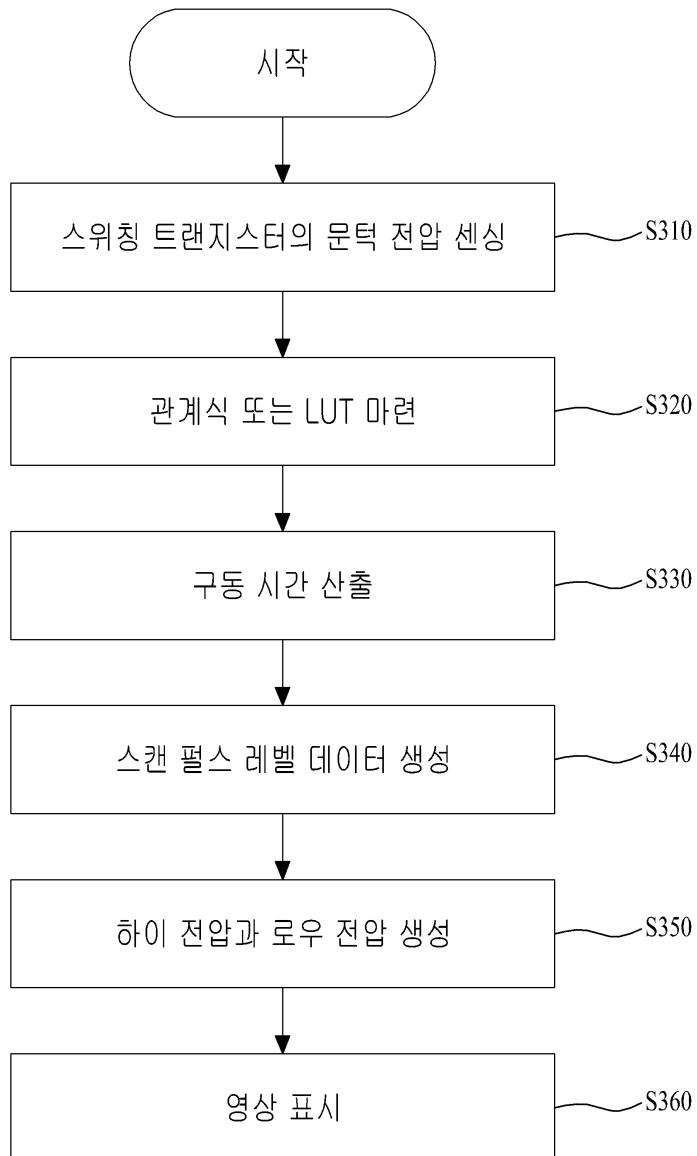 시작
스위칭 트랜지스터의 문턱 전압 센싱
S310
관계식 또는 LUT 마련
S320
구동 시간 산출
S330
스캔 펄스 레벨 데이터 생성
S340
하이 전압과 로우 전압 생성
S350
영상 표시
S360